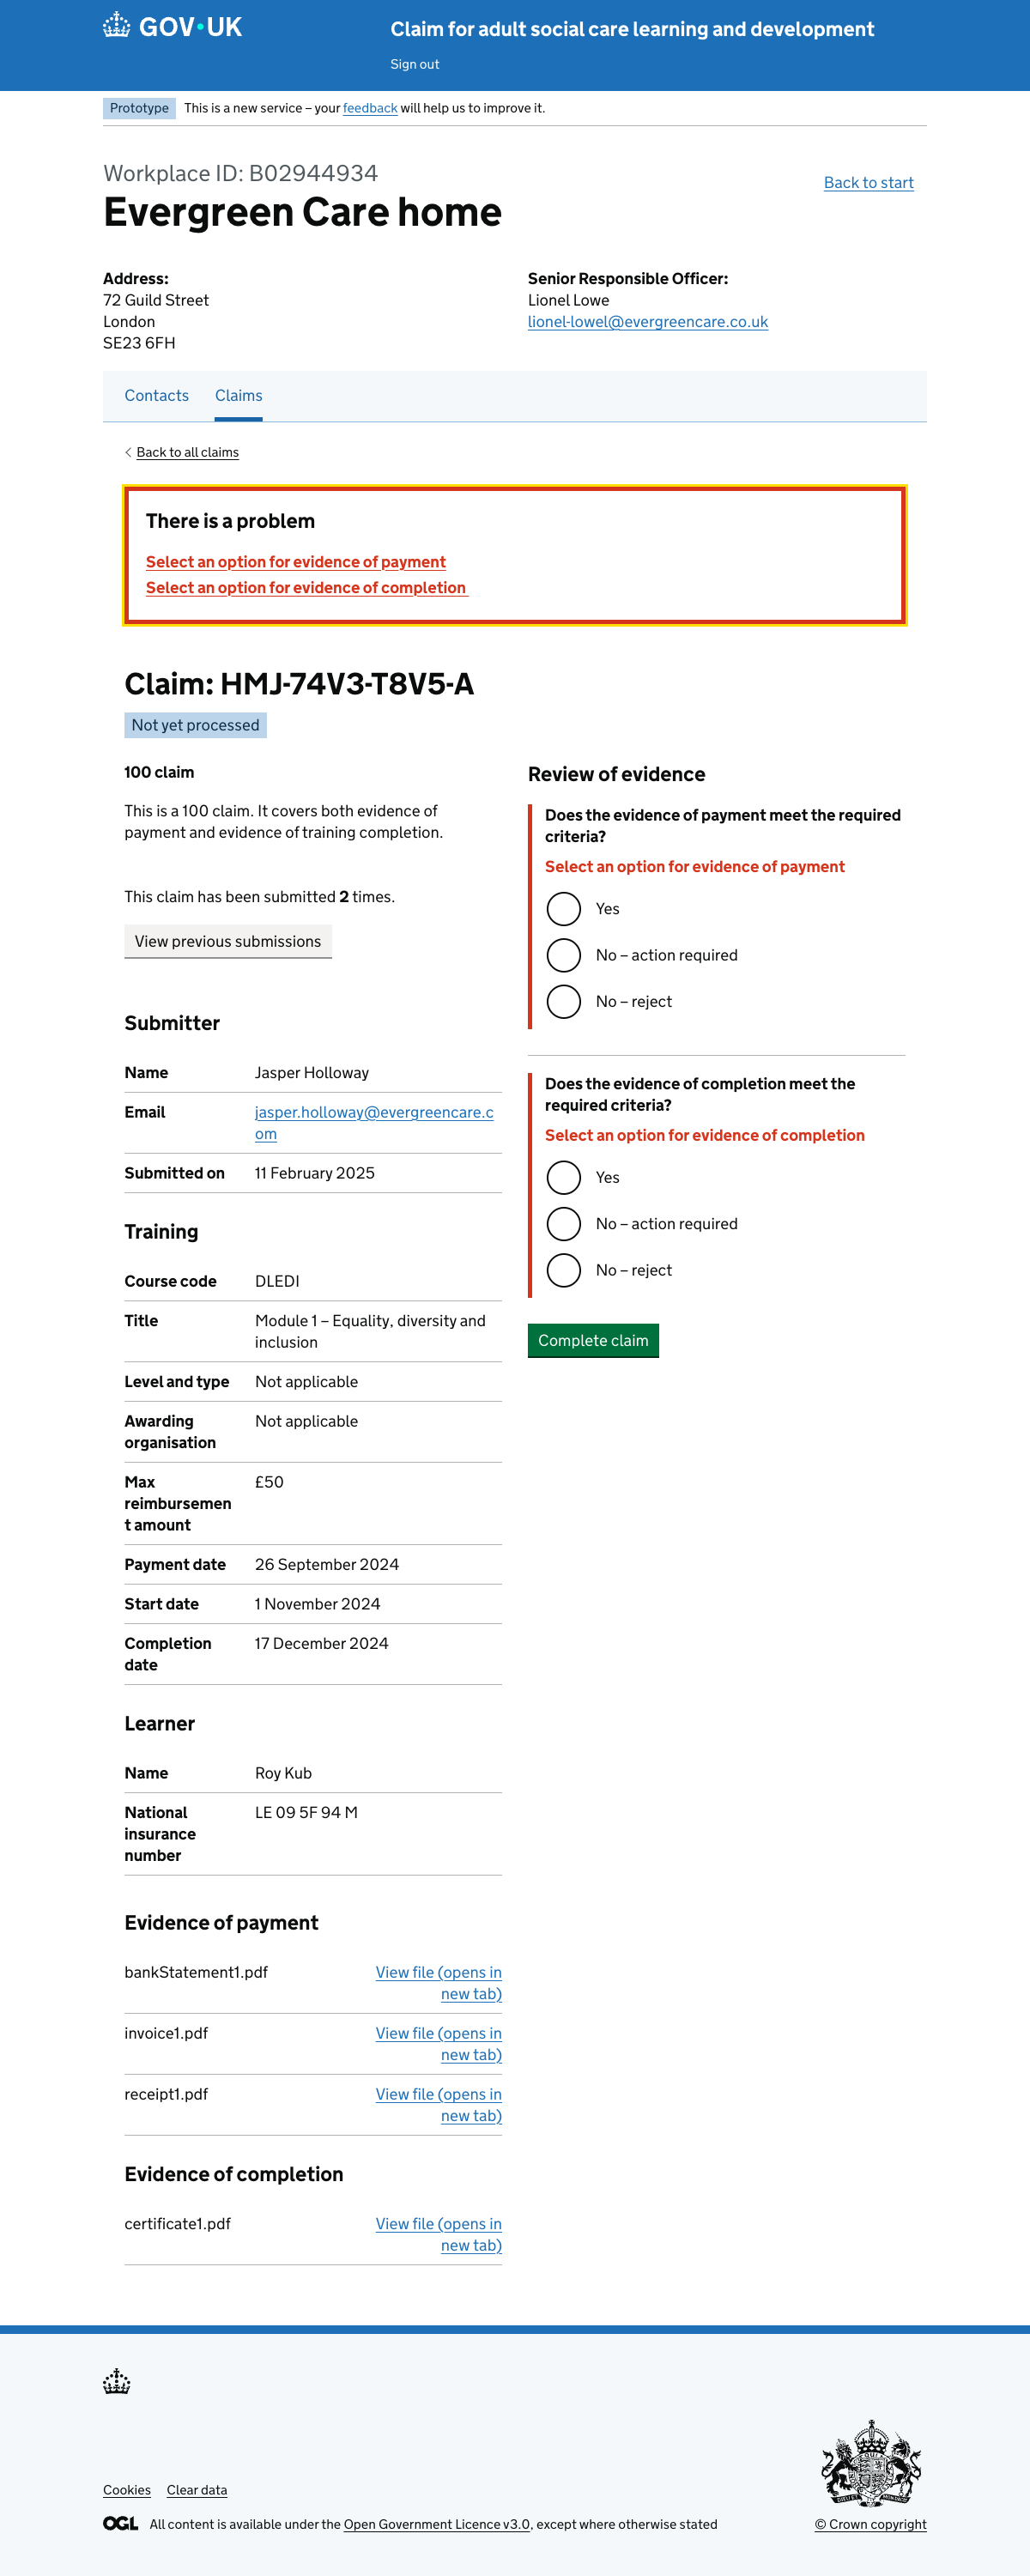 GOV·UK
Claim for adult social care learning and development
Sign out
Prototype
This is a new service – your feedback will help us to improve it.
Workplace ID: B02944934
Back to start
Evergreen Care home
Address:
72 Guild Street
London
SE23 6FH
Senior Responsible Officer:
Lionel Lowe
lionel-lowel@evergreencare.co.uk
Contacts
Claims
Back to all claims
There is a problem
Select an option for evidence of payment
Select an option for evidence of completion
Claim: HMJ-74V3-T8V5-A
Not yet processed
100 claim
This is a 100 claim. It covers both evidence of
payment and evidence of training completion.
This claim has been submitted 2 times.
View previous submissions
Submitter
Name
Jasper Holloway
Email
jasper.holloway@evergreencare.c
om
Submitted on
11 February 2025
Training
Course code
DLEDI
Title
Module 1 – Equality, diversity and
inclusion
Level and type
Not applicable
Awarding
organisation
Not applicable
Max
reimbursemen
t amount
£50
Payment date
26 September 2024
Start date
1 November 2024
Completion
date
17 December 2024
Learner
Name
Roy Kub
National
insurance
number
LE 09 5F 94 M
Evidence of payment
bankStatement1.pdf
View file (opens in
new tab)
invoice1.pdf
View file (opens in
new tab)
receipt1.pdf
View file (opens in
new tab)
Evidence of completion
certificate1.pdf
View file (opens in
new tab)
Review of evidence
Does the evidence of payment meet the required
criteria?
Select an option for evidence of payment
Yes
No – action required
No – reject
Does the evidence of completion meet the
required criteria?
Select an option for evidence of completion
Yes
No – action required
No – reject
Complete claim
Cookies
Clear data
OGL
All content is available under the Open Government Licence v3.0, except where otherwise stated
© Crown copyright